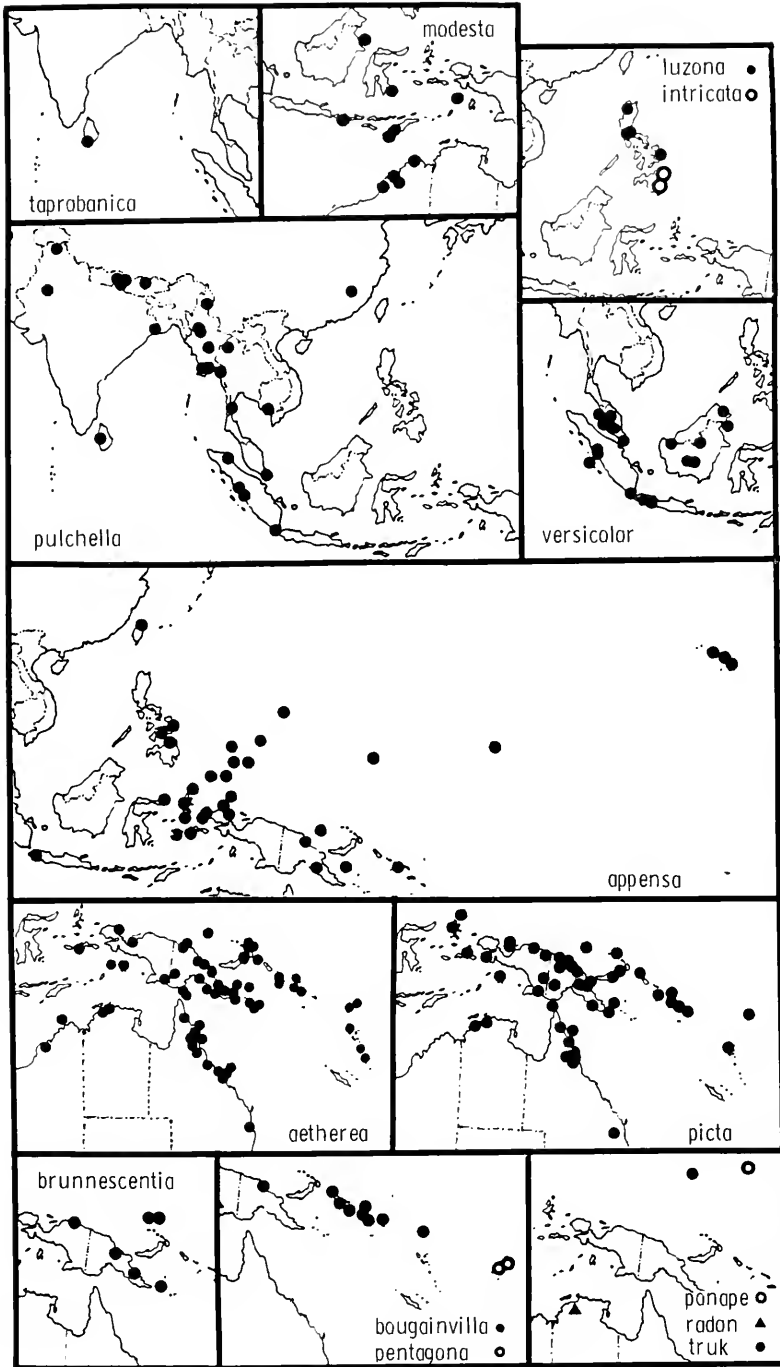 modesta
luzona
intricata
taprobanica
pulchella
versicolor
appensa
aetherea
picta
brunnescentia
bougainvilla
pentagona
ponape
radon
truk